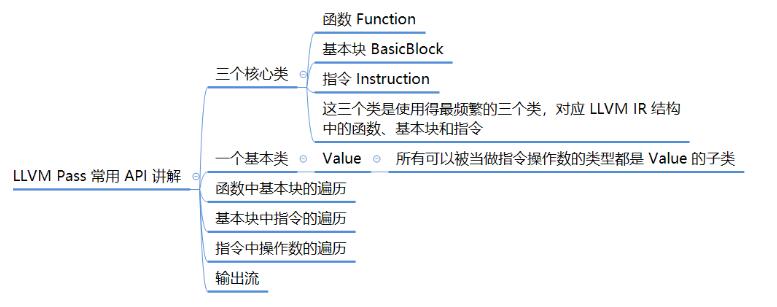 LLVM Pass 常用 API 讲解
三个核心类
函数 Function
基本块 BasicBlock
指令 Instruction
这三个类是使用得最频繁的三个类，对应 LLVM IR 结构
中的函数、基本块和指令
一个基本类
Value
所有可以被当做指令操作数的类型都是 Value 的子类
函数中基本块的遍历
基本块中指令的遍历
指令中操作数的遍历
输出流